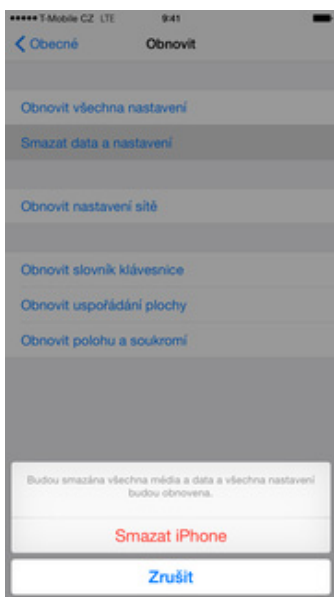 T-Mobile CZ LTE 9:41
Obecné Obnovit
Obnovit všechna nastavení
Smazat data a nastavení
Obnovit nastavení sítě
Obnovit slovník klávesnice
Obnovit uspořádání plochy
Obnovit polohu a soukromí
Budou smazána všechna média a data a všechna nastavení
budou obnovena.
Smazat iPhone
Zrušit